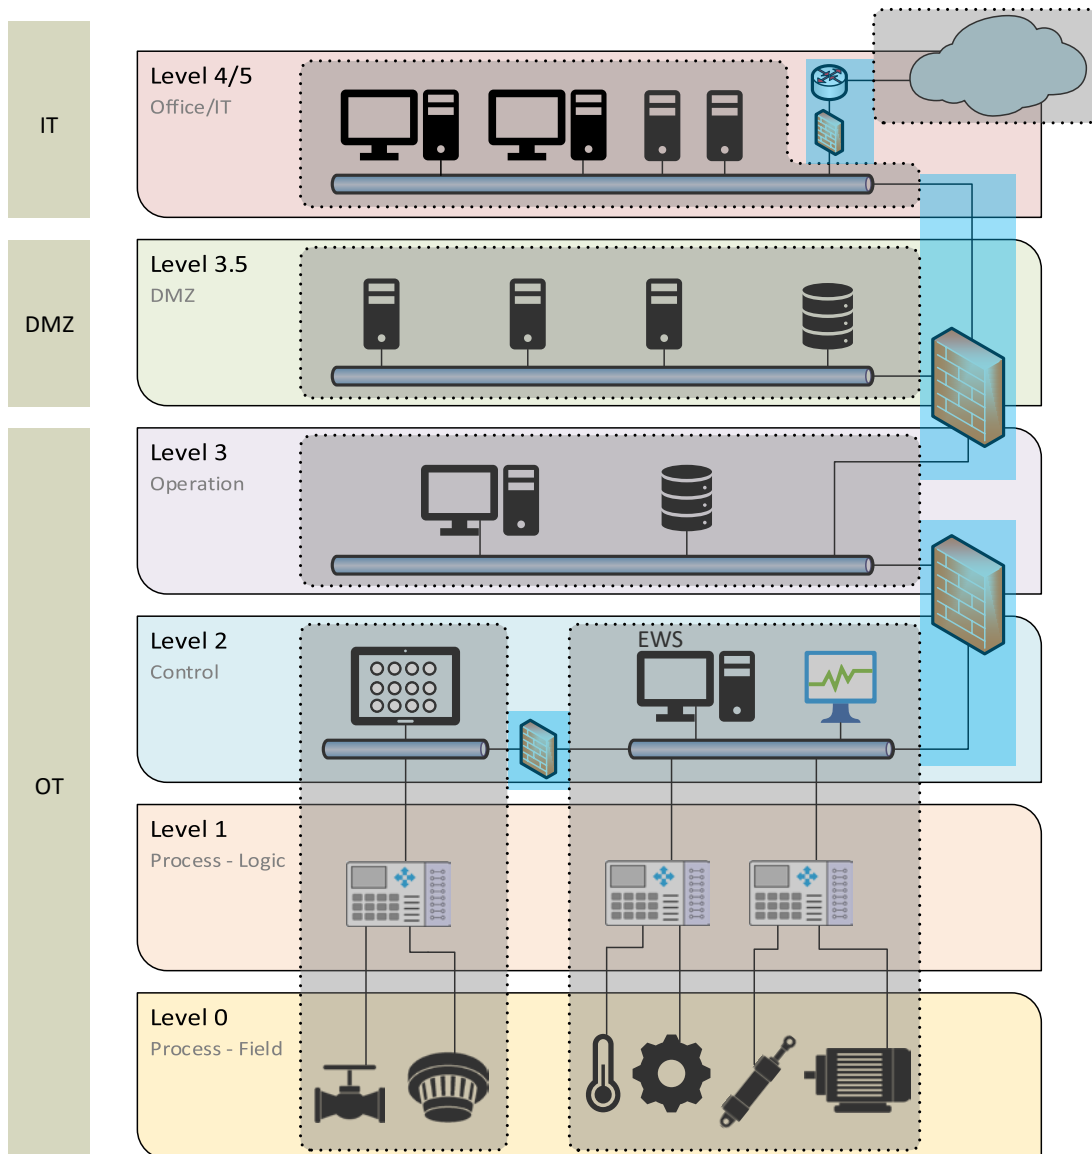 IT
Level 4/5
Office/IT
DMZ
Level 3.5
DMZ
OT
Level 3
Operation
Level 2
Control
EWS
Level 1
Process - Logic
Level 0
Process - Field